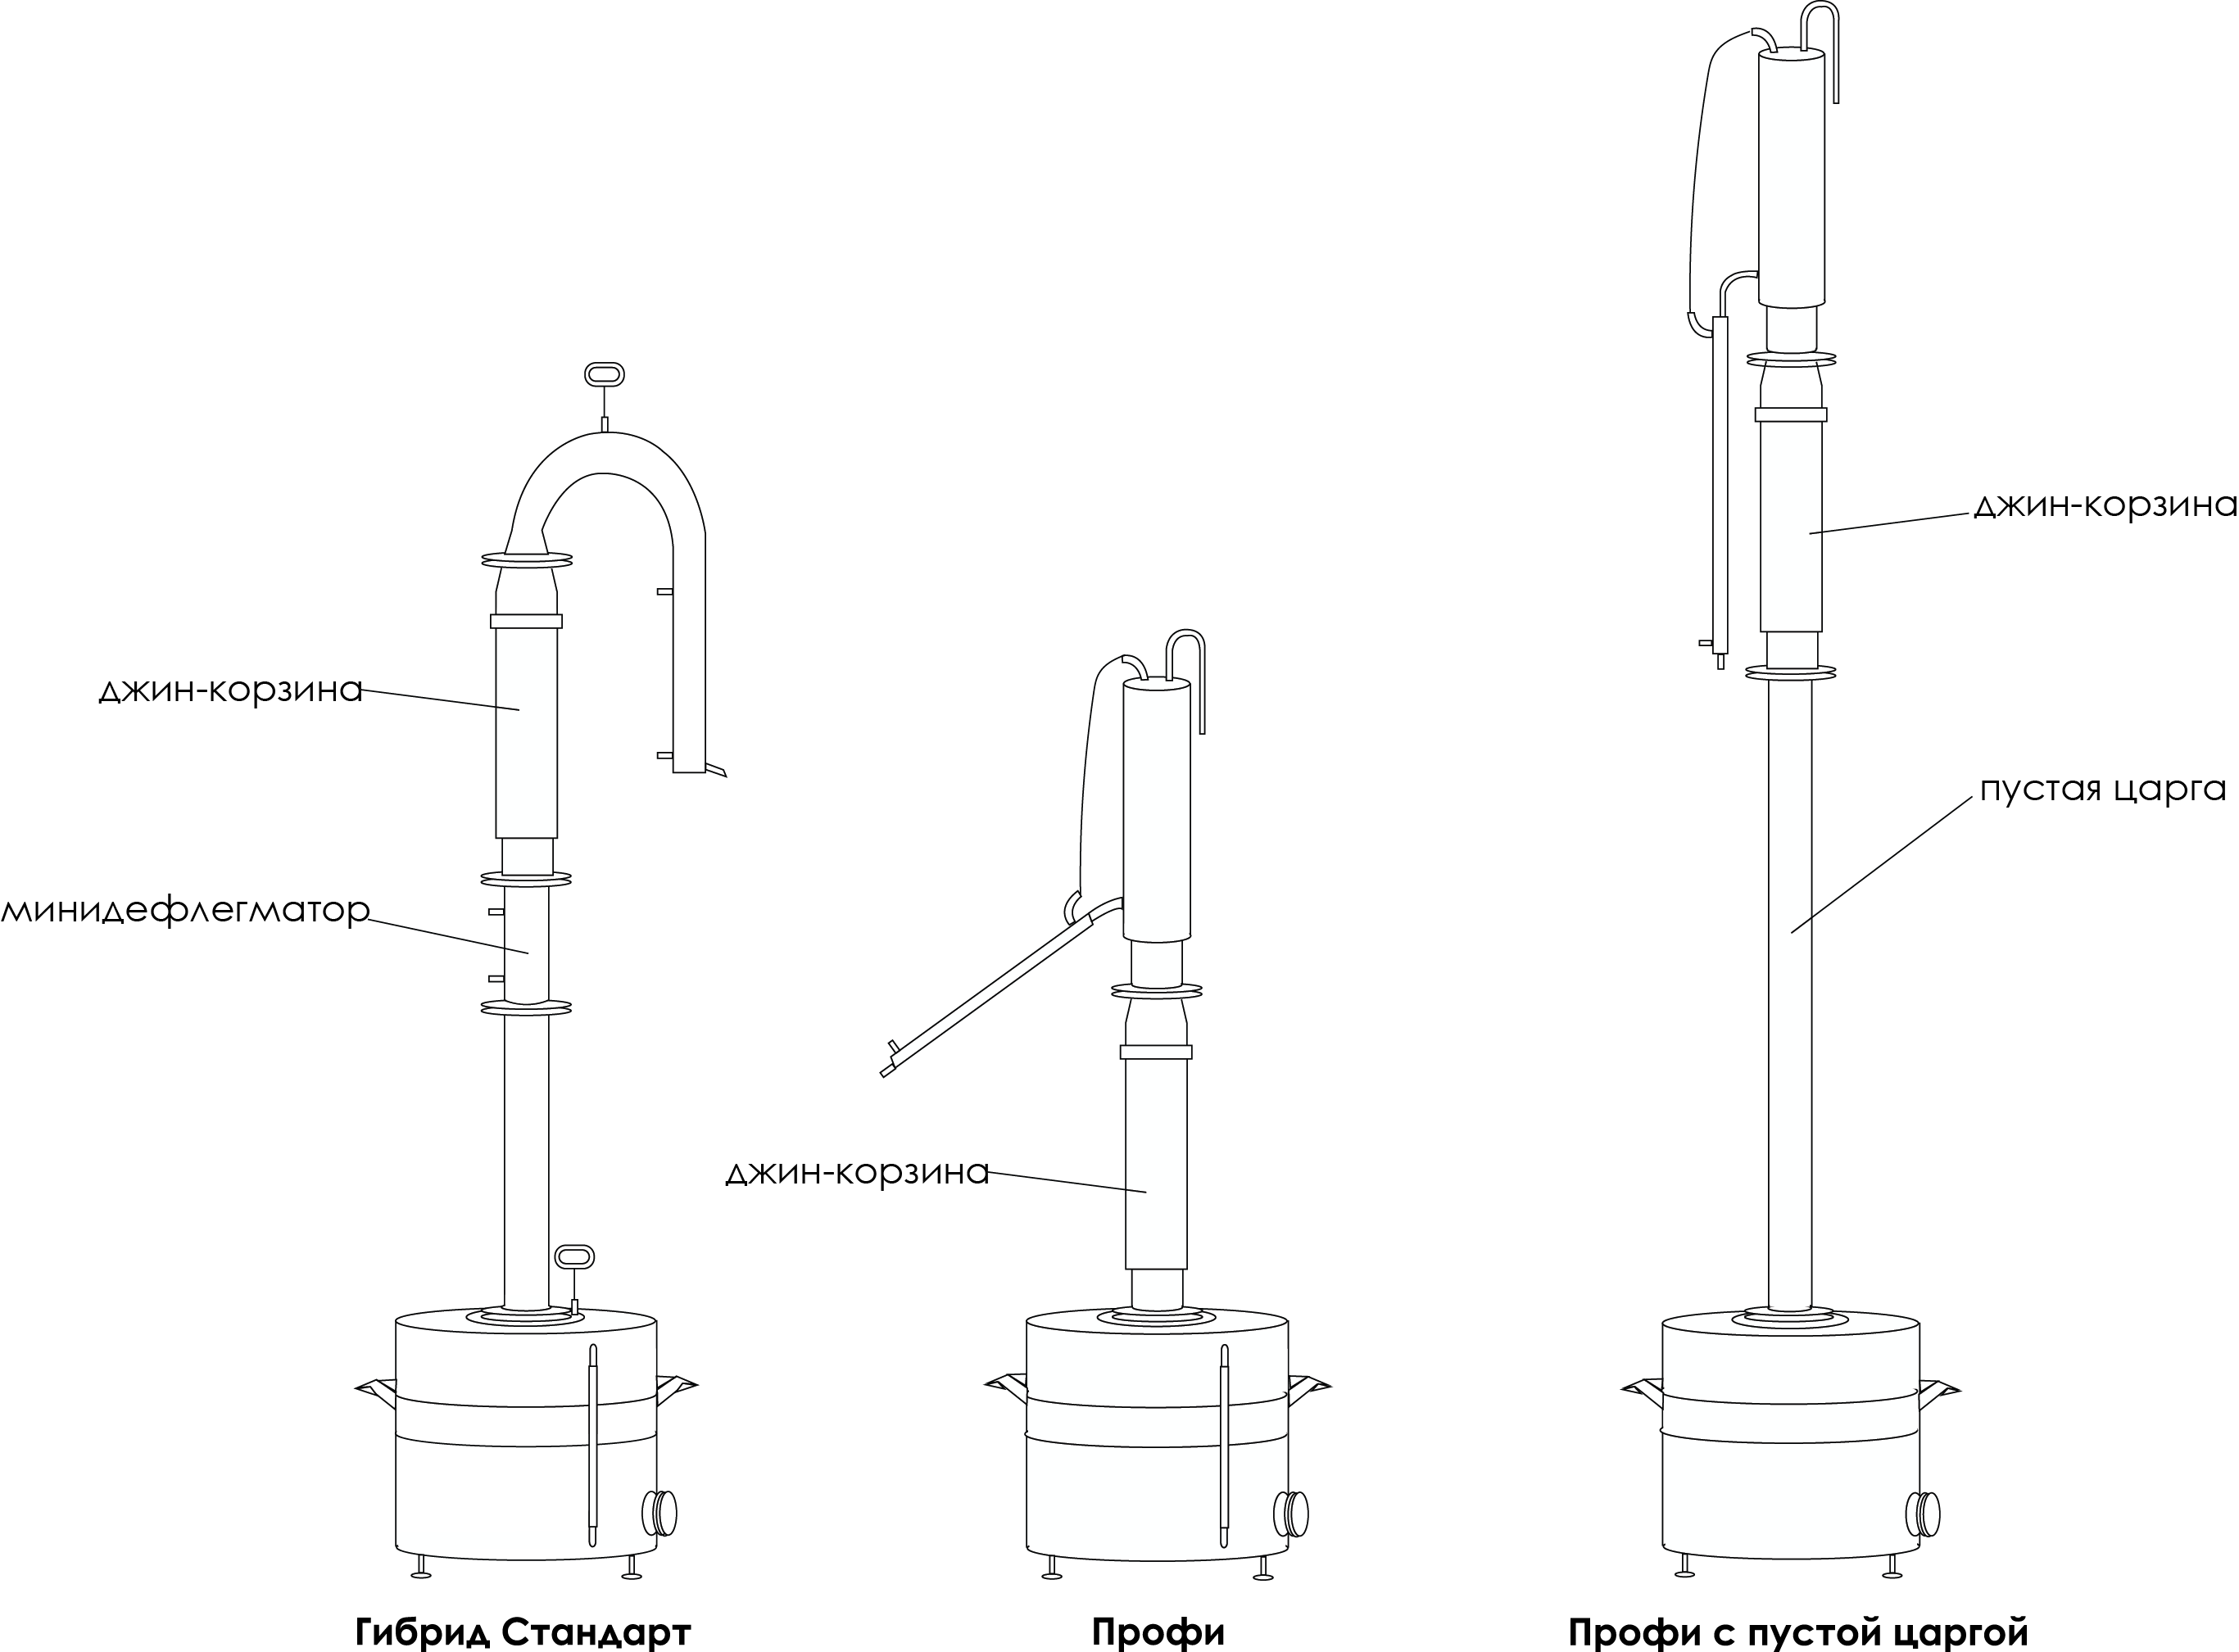 джин-корзина
пустая царга
джин-корзина
минидефлегматор
джин-корзина
Гибрид Стандарт
Профи
Профи с пустой царгой